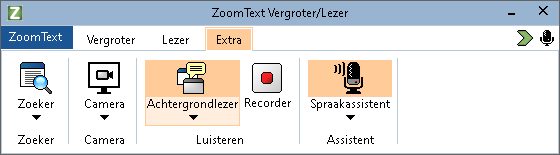 ZoomText Vergroter/Lezer
ZoomText Vergroter Lezer Extra
Zoeker Camera Achtergrondlezer Recorder Spraakassistent
Zoeker Camera Luisteren Assistent